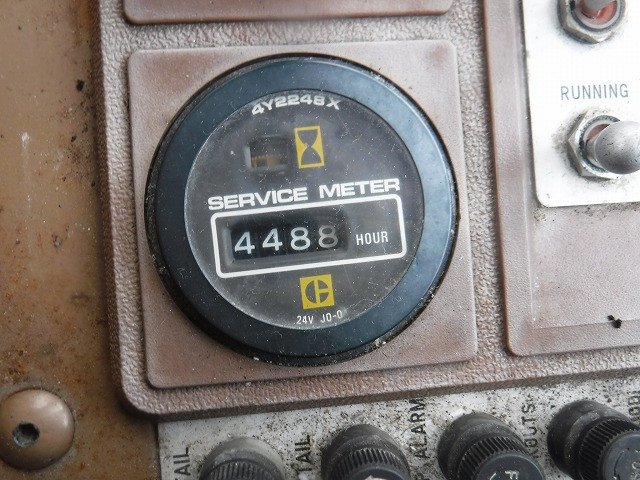 4Y2248X
RUNNING
SERVICE METER
4488 HOUR
24V JO-0
TAIL
TAIL
ALARM